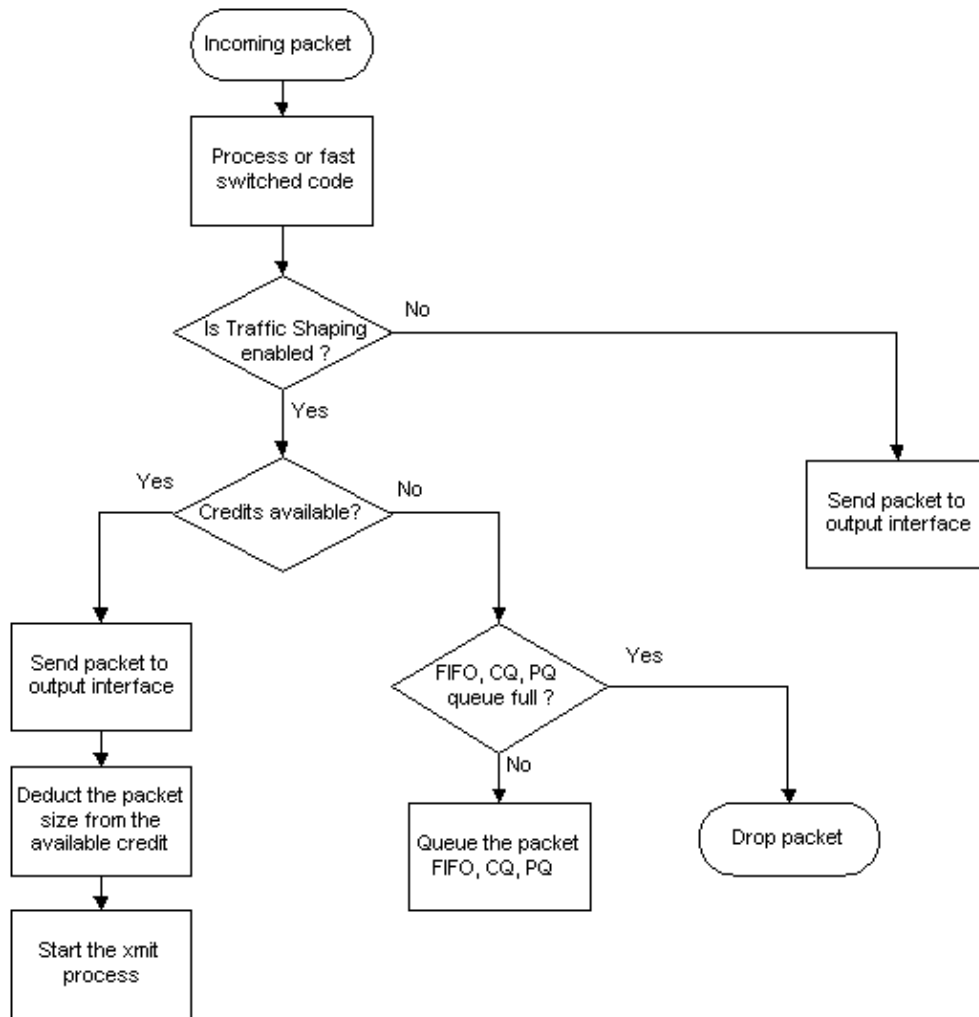 Incoming packet
Process or fast
switched code
Is Traffic Shaping
enabled ?
No
Yes
Credits available?
Yes
No
Send packet to
output interface
Send packet to
output interface
FIFO, CQ, PQ
queue full ?
Yes
No
Deduct the packet
size from the
available credit
Queue the packet
FIFO, CQ, PQ
Drop packet
Start the xmit
process